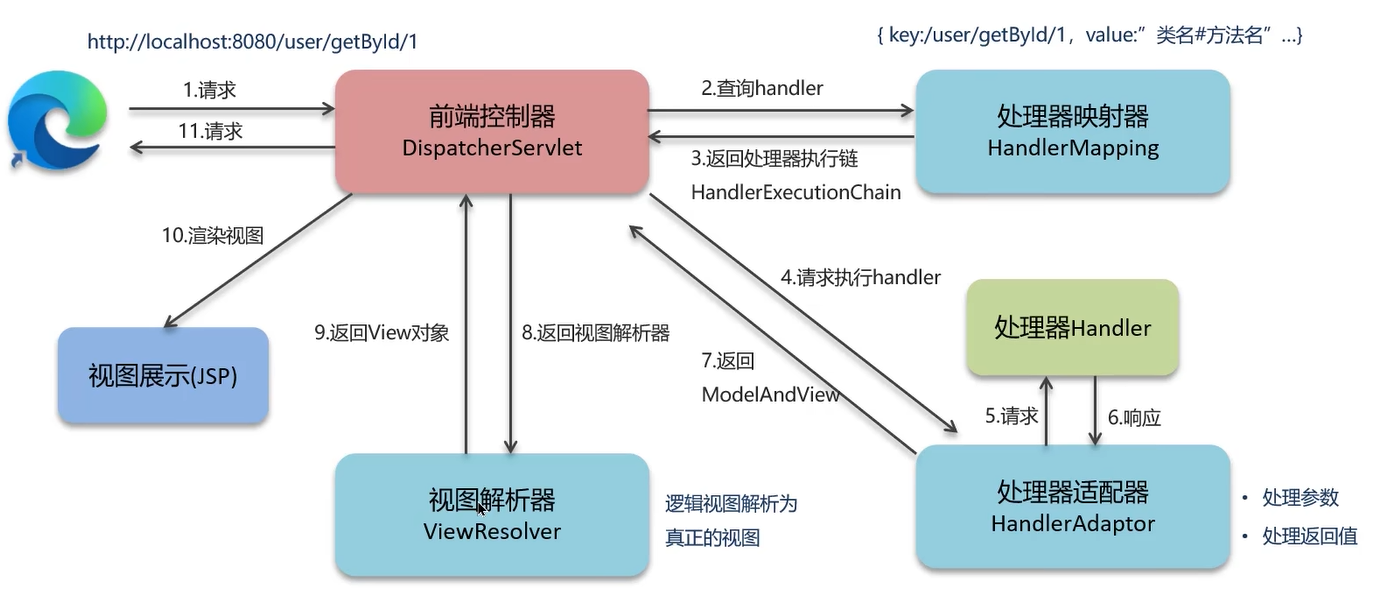 http://localhost:8080/user/getById/1
{ key:/user/getById/1，value:”类名#方法名”...}
1.请求
11.请求
前端控制器
DispatcherServlet
2.查询handler
3.返回处理器执行链
HandlerExecutionChain
处理器映射器
HandlerMapping
10.渲染视图
4.请求执行handler
9.返回View对象
8.返回视图解析器
7.返回
ModelAndView
处理器Handler
视图展示(JSP)
5.请求
6.响应
视图解析器
ViewResolver
逻辑视图解析为
真正的视图
处理器适配器
HandlerAdaptor
• 处理参数
• 处理返回值